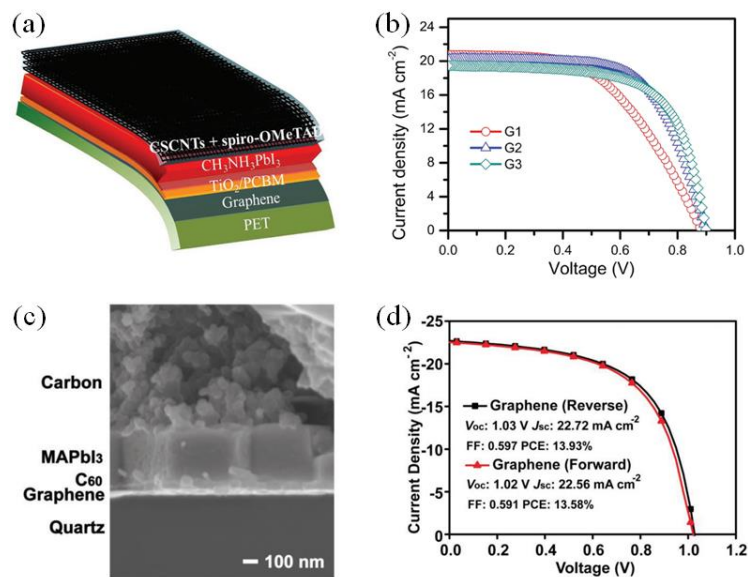 (a)
CSCNTs + spiro-OMeTAD
CH₃NH₃PbI₃
TiO₂/PCBM
Graphene
PET
(b)
Current density (mA cm⁻²)
24
20
16
12
8
4
0
G1
G2
G3
0.0 0.2 0.4 0.6 0.8 1.0
Voltage (V)
(c)
Carbon
MAPbI₃
C₆₀
Graphene
Quartz
100 nm
(d)
Current Density (mA cm⁻²)
-25
-20
-15
-10
-5
0
Graphene (Reverse)
Voc: 1.03 V Jsc: 22.72 mA cm⁻²
FF: 0.597 PCE: 13.93%
Graphene (Forward)
Voc: 1.02 V Jsc: 22.56 mA cm⁻²
FF: 0.591 PCE: 13.58%
0.0 0.2 0.4 0.6 0.8 1.0 1.2
Voltage (V)